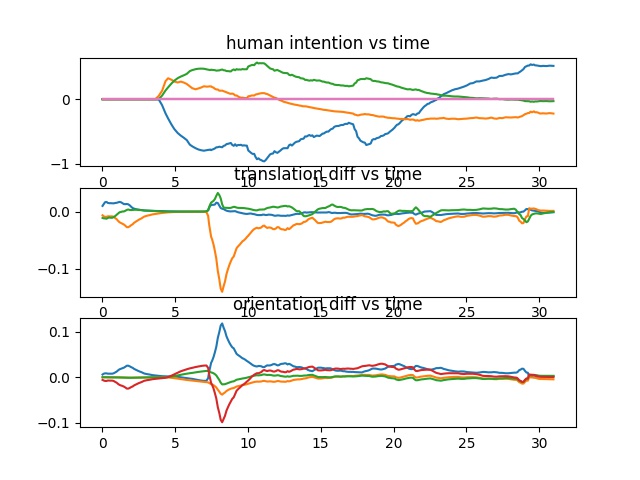 human intention vs time
0
−1
0 5 10 15 20 25 30
translation diff vs time
0.0
−0.1
0 5 10 15 20 25 30
orientation diff vs time
0.1
0.0
−0.1
0 5 10 15 20 25 30